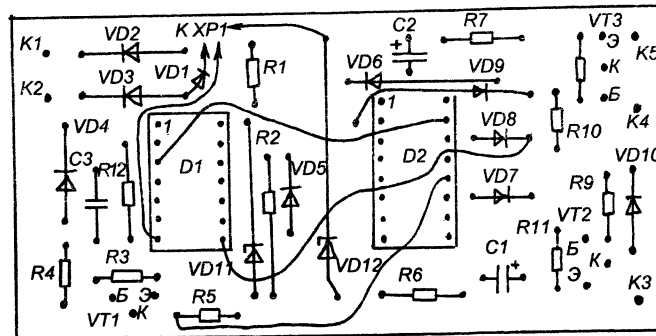 K1
K2
VD2
VD3
VD1
К XP1
R1
C2
+
R7
VT3
Э
К
Б
K5
K4
VD6
VD9
VD8
VD7
R10
VD4
C3
R12
1
D1
R2
VD5
1
D2
VD10
R9
R11
VT2
Б
К
Э
K3
R4
R3
Б
Э
К
VT1
R5
VD11
VD12
R6
C1
+